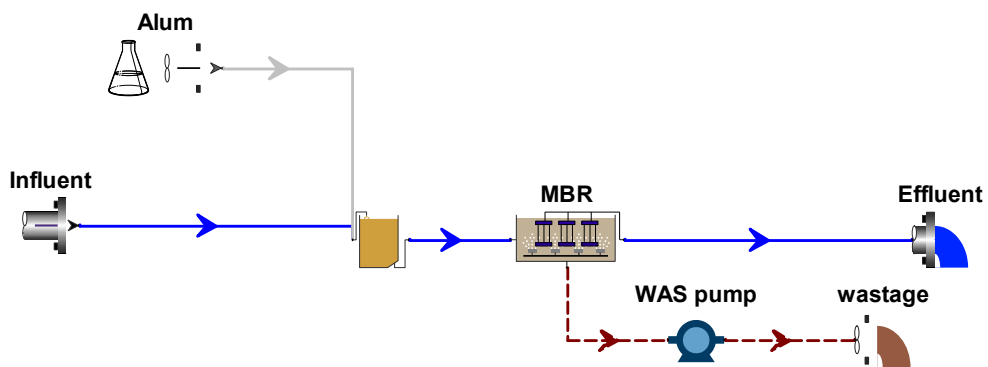 Alum
Influent
MBR
Effluent
WAS pump
wastage